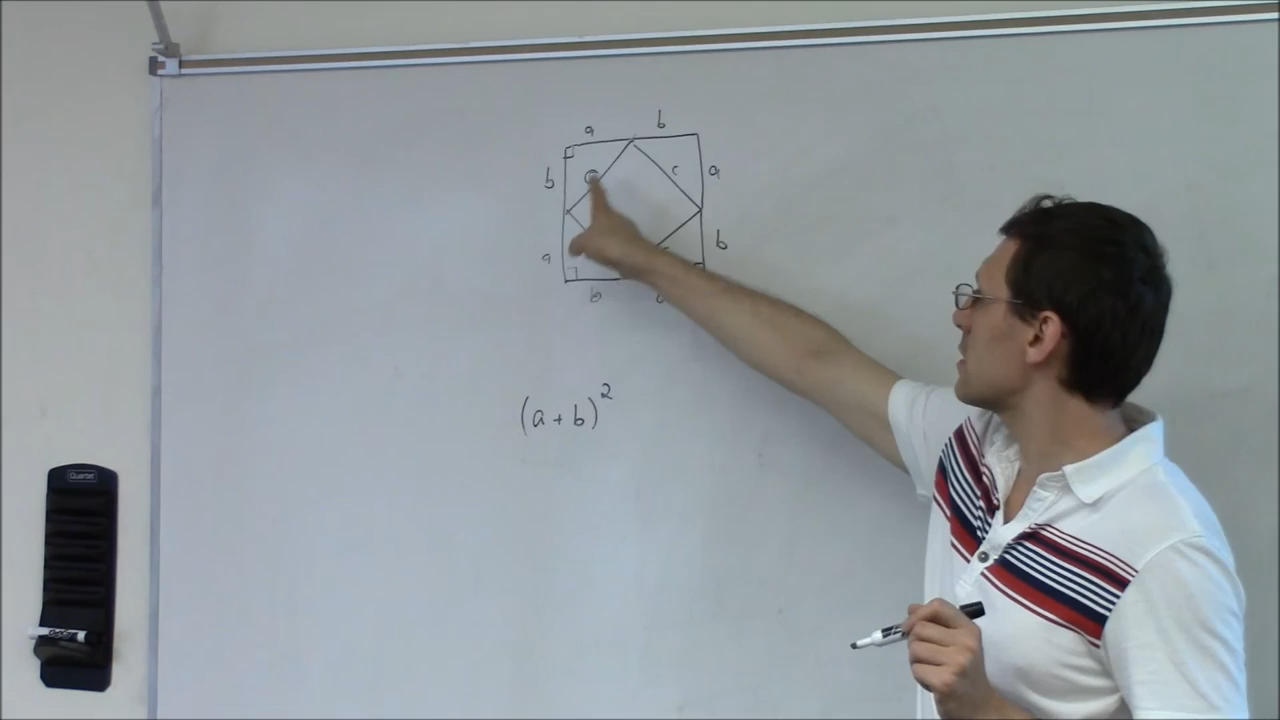 a b
b c a
a b
b
(a + b)²
Quartet